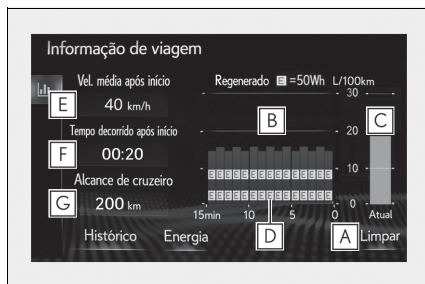 Informação de viagem
Vel. média após início
E
40 km/h
Tempo decorrido após início
F
00:20
Alcance de cruzeiro
G
200 km
Histórico
Energia
Regenerado E =50Wh L/100km
B
C
30
20
10
0
E E E E E E E E E E E E E E E
E E E E E E E E E E E E E E E
15min 10 5 0 Atual
D
A
Limpar